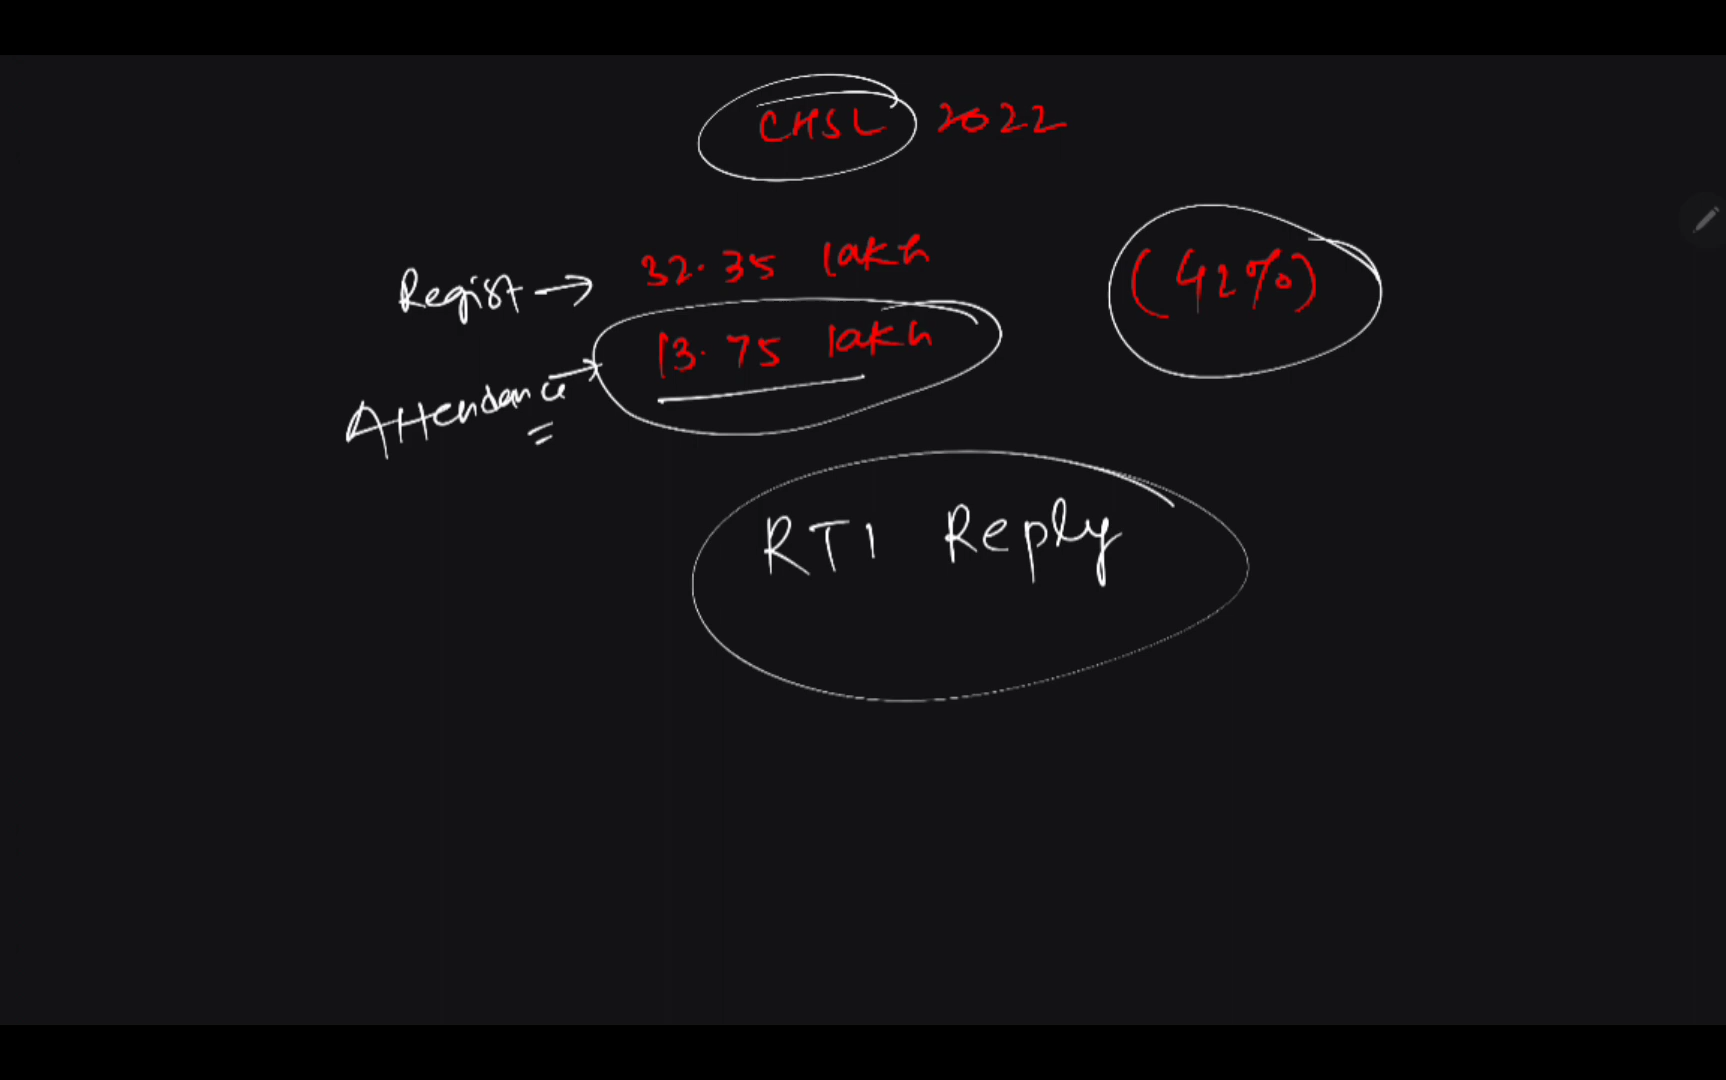 CHSL 2022
Regist → 32.35 lakh
(42%)
Attendance → 13.75 lakh
RTI Reply